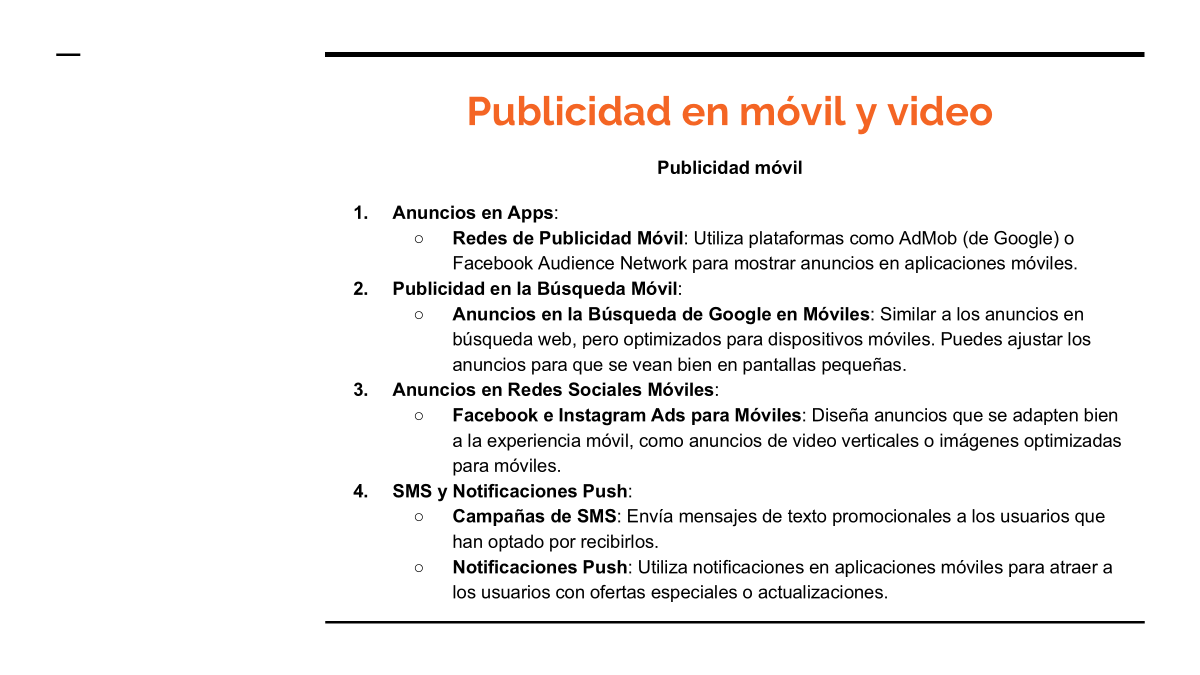 Publicidad en móvil y video
Publicidad móvil
1. Anuncios en Apps:
○ Redes de Publicidad Móvil: Utiliza plataformas como AdMob (de Google) o
Facebook Audience Network para mostrar anuncios en aplicaciones móviles.
2. Publicidad en la Búsqueda Móvil:
○ Anuncios en la Búsqueda de Google en Móviles: Similar a los anuncios en
búsqueda web, pero optimizados para dispositivos móviles. Puedes ajustar los
anuncios para que se vean bien en pantallas pequeñas.
3. Anuncios en Redes Sociales Móviles:
○ Facebook e Instagram Ads para Móviles: Diseña anuncios que se adapten bien
a la experiencia móvil, como anuncios de video verticales o imágenes optimizadas
para móviles.
4. SMS y Notificaciones Push:
○ Campañas de SMS: Envía mensajes de texto promocionales a los usuarios que
han optado por recibirlos.
○ Notificaciones Push: Utiliza notificaciones en aplicaciones móviles para atraer a
los usuarios con ofertas especiales o actualizaciones.